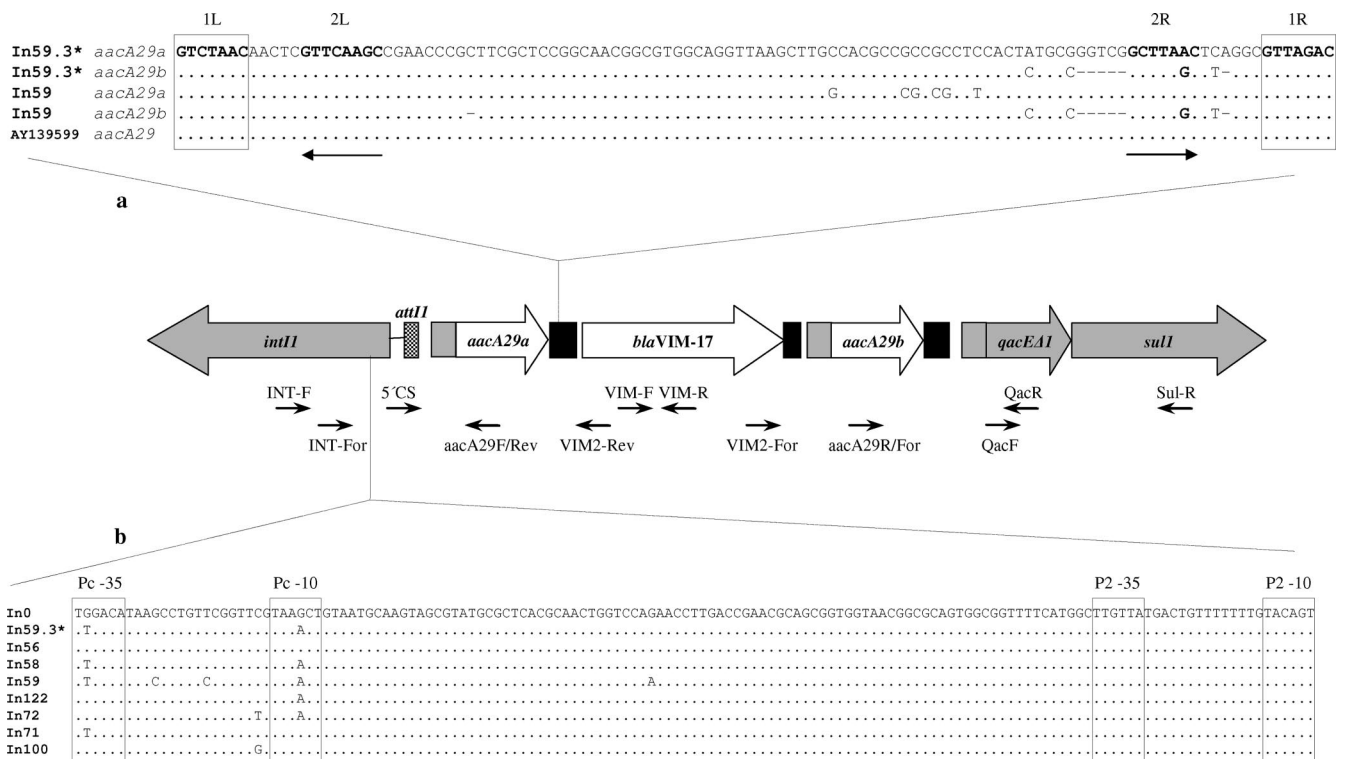 1L 2L 2R 1R
In59.3* aacA29a GTCTAACAACTCGTTCAAGCCGAACCCGCTTCGCTCCGGCAACGGCGTGGCAGGTTAAGCTTGCCACGCCGCCGCCTCCACTATGCGGGTCGGCTTAACTCAGGCGTTAGAC
In59.3* aacA29b ..................................................................................C...C-----.....G..T-..........
In59 aacA29a ...............................................................G......CG.CG..T..................................
In59 aacA29b ............................-.....................................................C...C-----.....G..T-..........
AY139599 aacA29 ................................................................................................................
a
attI1
intI1 aacA29a blaVIM-17 aacA29b qacEΔ1 sul1
INT-F 5´CS VIM-F VIM-R QacR Sul-R
INT-For aacA29F/Rev VIM2-Rev VIM2-For aacA29R/For QacF
b
Pc -35 Pc -10 P2 -35 P2 -10
In0 TGGACATAAGCCTGTTCGGTTCGTAAGCTGTAATGCAAGTAGCGTATGCGCTCACGCAACTGGTCCAGAACCTTGACCGAACGCAGCGGTGGTAACGGCGCAGTGGCGGTTTTCATGGCTTGTTATGACTGTTTTTTTGTACAGT
In59.3* .T........................A......................................................................................................................
In56 .................................................................................................................................................
In58 .T........................A......................................................................................................................
In59 .T.......C.....C..........A........................................A.............................................................................
In122 ..........................A......................................................................................................................
In72 .....................T....A......................................................................................................................
In71 .T...............................................................................................................................................
In100 .....................G...........................................................................................................................